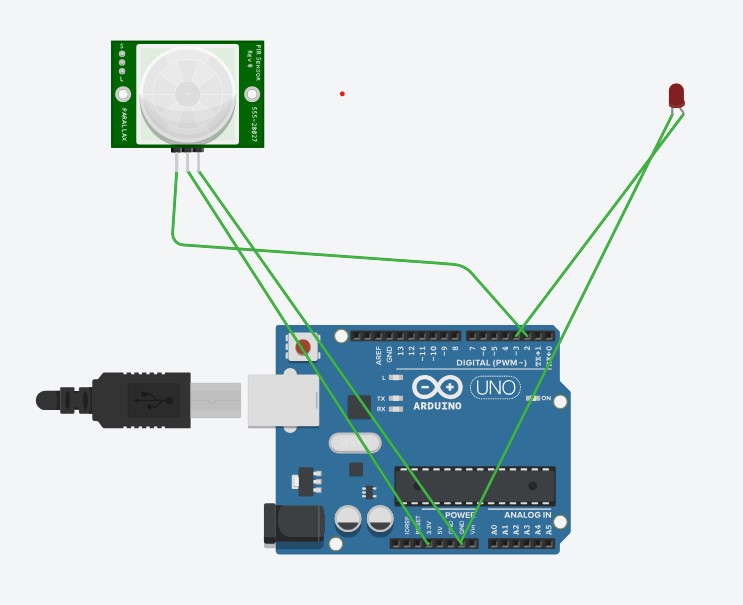 S
L
PIR SENSOR
Rev B
PARALLAX
555-28027
AREF
GND
13
12
~11
~10
~9
8
7
~6
~5
4
~3
2
TX→1
RX←0
DIGITAL (PWM~)
L
TX
RX
ARDUINO
UNO
ON
POWER
ANALOG IN
IOREF
RESET
3.3V
5V
GND
GND
Vin
A0
A1
A2
A3
A4
A5